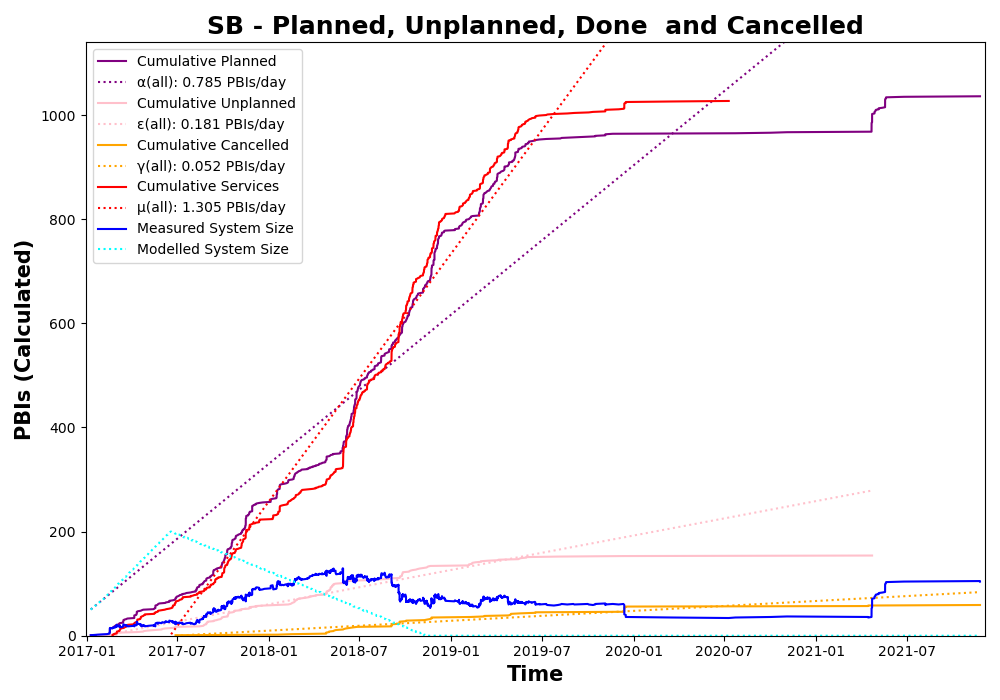 SB - Planned, Unplanned, Done  and Cancelled
Cumulative Planned
α(all): 0.785 PBIs/day
Cumulative Unplanned
ε(all): 0.181 PBIs/day
Cumulative Cancelled
γ(all): 0.052 PBIs/day
Cumulative Services
μ(all): 1.305 PBIs/day
Measured System Size
Modelled System Size
PBIs (Calculated)
1000
800
600
400
200
0
2017-01 2017-07 2018-01 2018-07 2019-01 2019-07 2020-01 2020-07 2021-01 2021-07
Time